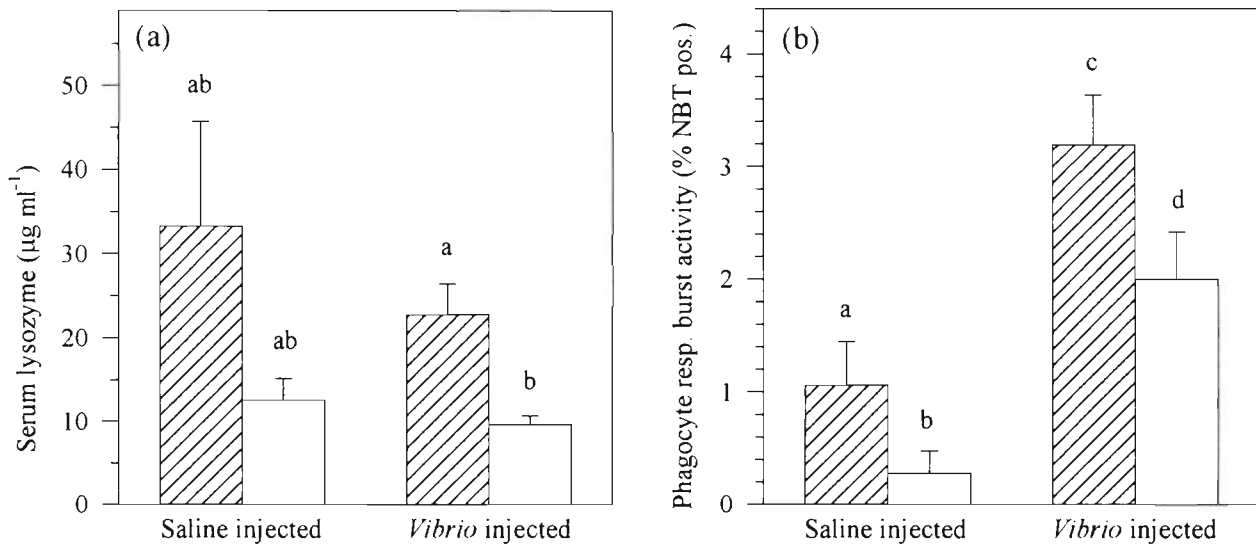 (a)
Serum lysozyme (µg ml⁻¹)
50
40
30
20
10
0
ab
ab
a
b
Saline injected
Vibrio injected
(b)
Phagocyte resp. burst activity (% NBT pos.)
4
3
2
1
0
a
b
c
d
Saline injected
Vibrio injected